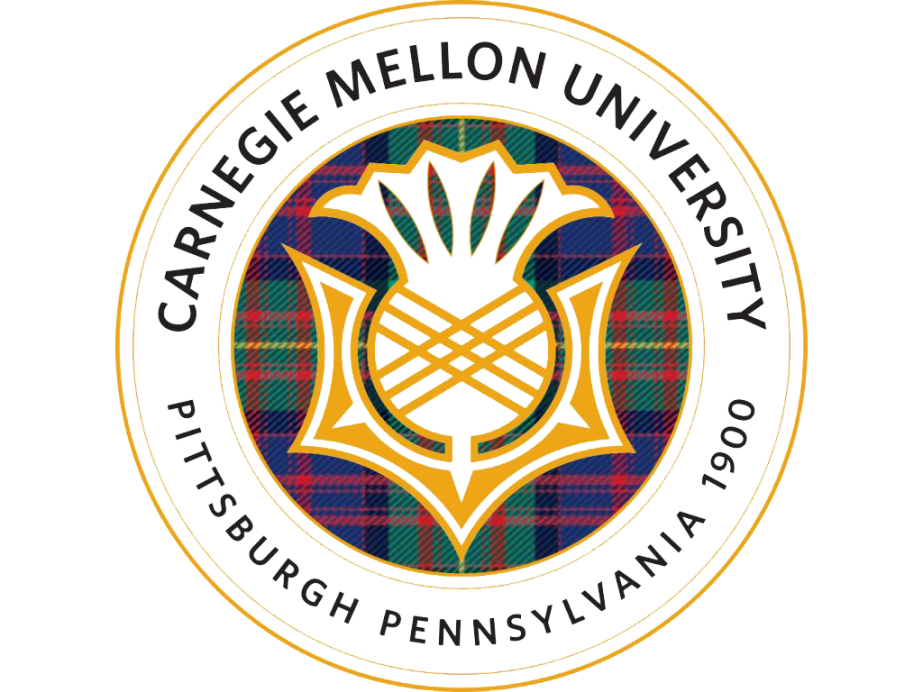 CARNEGIE MELLON UNIVERSITY
PITTSBURGH PENNSYLVANIA 1900